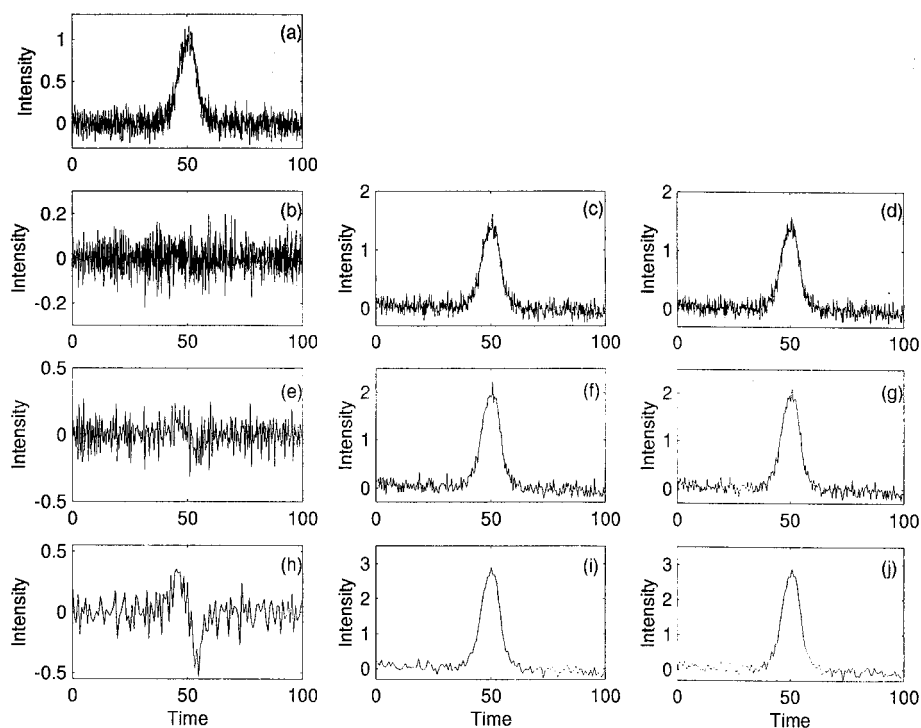 (a)
Intensity
1
0.5
0
0 50 100
(b) (c) (d)
Intensity Intensity Intensity
0.2 2 2
0 1 1
-0.2 0 0
0 50 100 0 50 100 0 50 100
(e) (f) (g)
Intensity Intensity Intensity
0.5 2 2
0 1 1
-0.5 0 0
0 50 100 0 50 100 0 50 100
(h) (i) (j)
Intensity Intensity Intensity
0.5 3 3
0 2 2
-0.5 1 1
0 0
0 50 100 0 50 100 0 50 100
Time Time Time